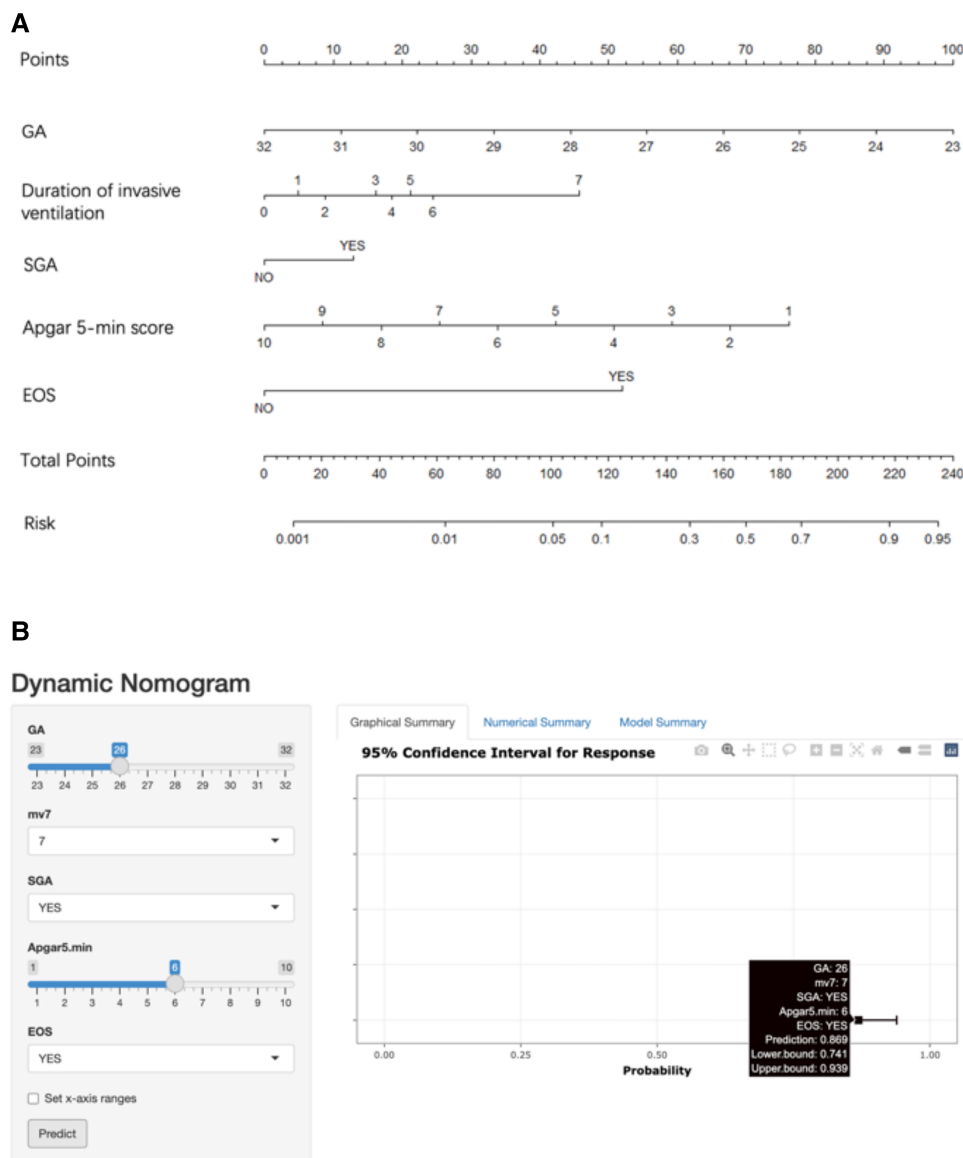 A
Points
0 10 20 30 40 50 60 70 80 90 100
GA
32 31 30 29 28 27 26 25 24 23
Duration of invasive
ventilation
1 3 5 7
0 2 4 6
SGA
YES
NO
Apgar 5-min score
9 7 5 3 1
10 8 6 4 2
EOS
YES
NO
Total Points
0 20 40 60 80 100 120 140 160 180 200 220 240
Risk
0.001 0.01 0.05 0.1 0.3 0.5 0.7 0.9 0.95
B
Dynamic Nomogram
GA
23 26 32
23 24 25 26 27 28 29 30 31 32
mv7
7
SGA
YES
Apgar5.min
1 6 10
1 2 3 4 5 6 7 8 9 10
EOS
YES
Set x-axis ranges
Predict
Graphical Summary Numerical Summary Model Summary
95% Confidence Interval for Response
GA: 26
mv7: 7
SGA: YES
Apgar5.min: 6
EOS: YES
Prediction: 0.869
Lower.bound: 0.741
Upper.bound: 0.939
0.00 0.25 0.50 1.00
Probability